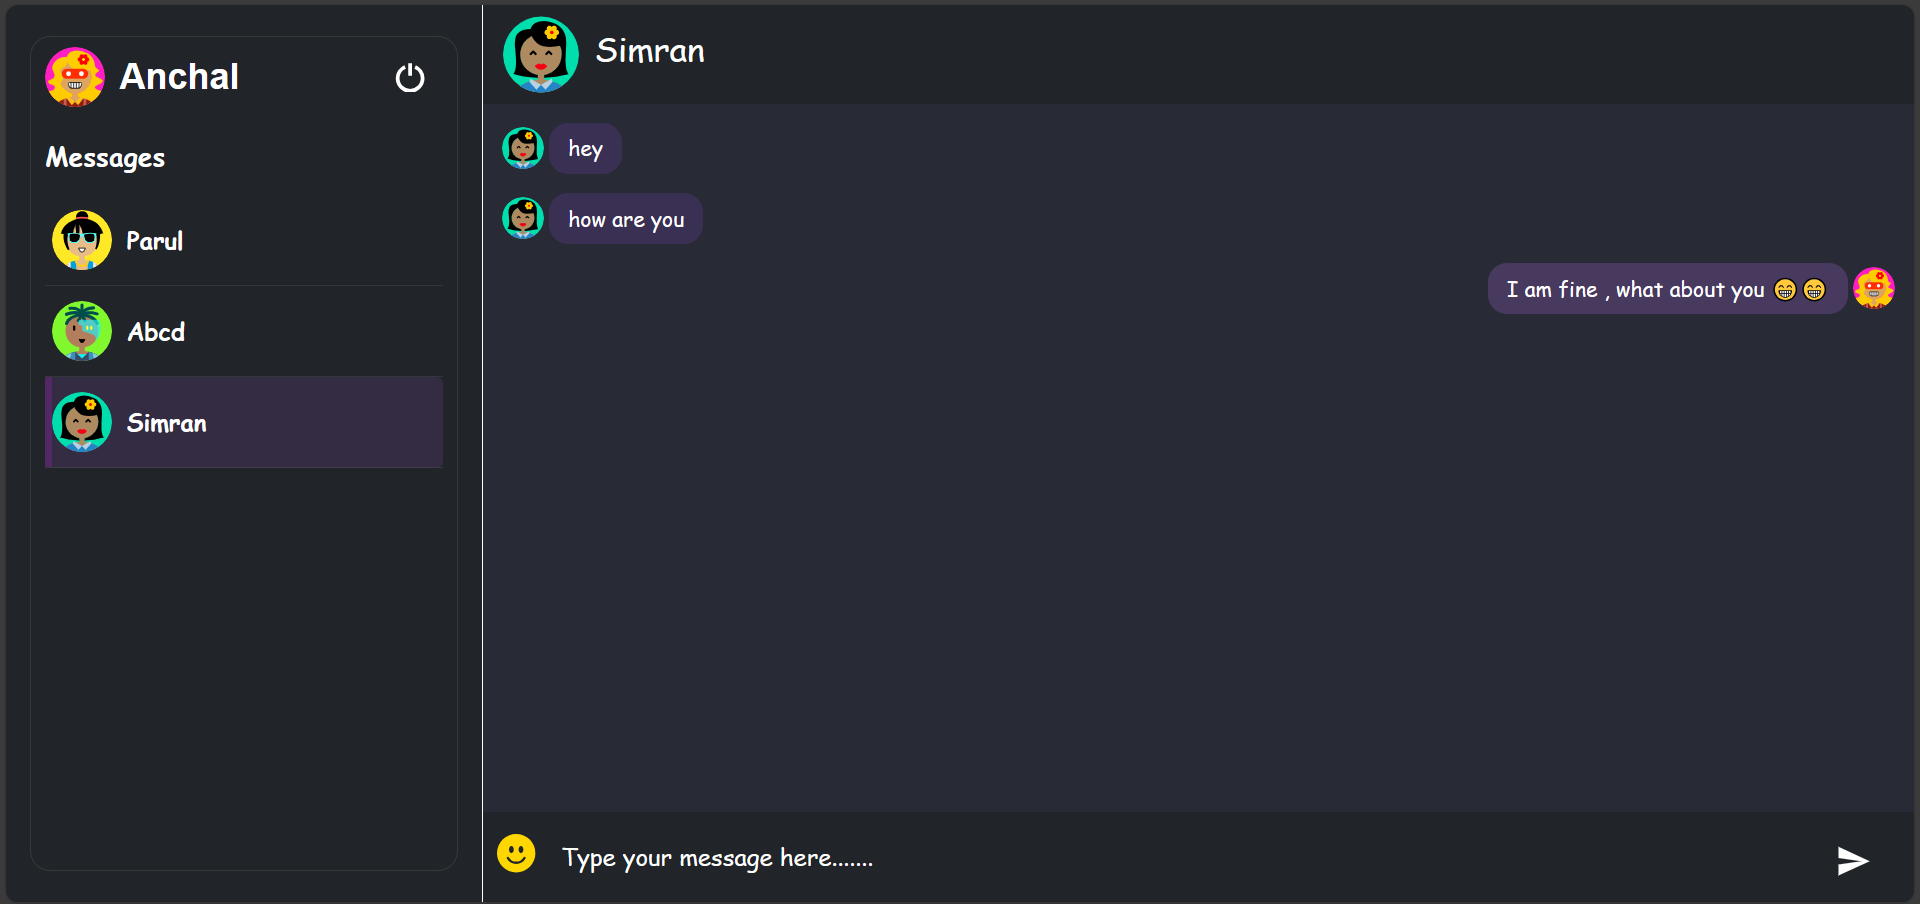 Anchal
Messages
Parul
Abcd
Simran
Simran
hey
how are you
I am fine , what about you 😁😁
Type your message here.......